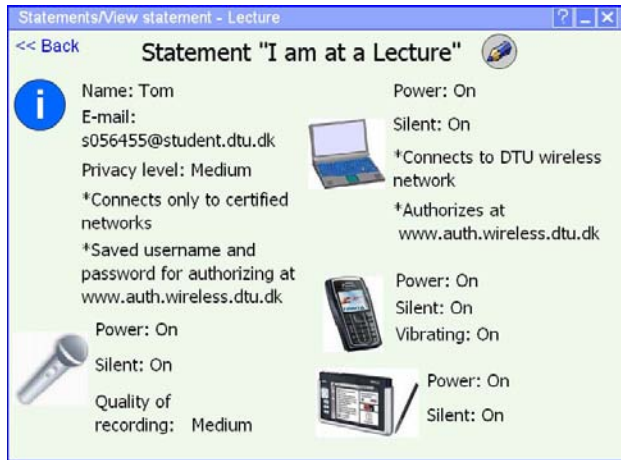 Statements/View statement - Lecture
<< Back
Statement "I am at a Lecture"
Name: Tom
E-mail:
s056455@student.dtu.dk
Privacy level: Medium
*Connects only to certified
networks
*Saved username and
password for authorizing at
www.auth.wireless.dtu.dk
Power: On
Silent: On
Quality of
recording: Medium
Power: On
Silent: On
*Connects to DTU wireless
network
*Authorizes at
www.auth.wireless.dtu.dk
Power: On
Silent: On
Vibrating: On
Power: On
Silent: On